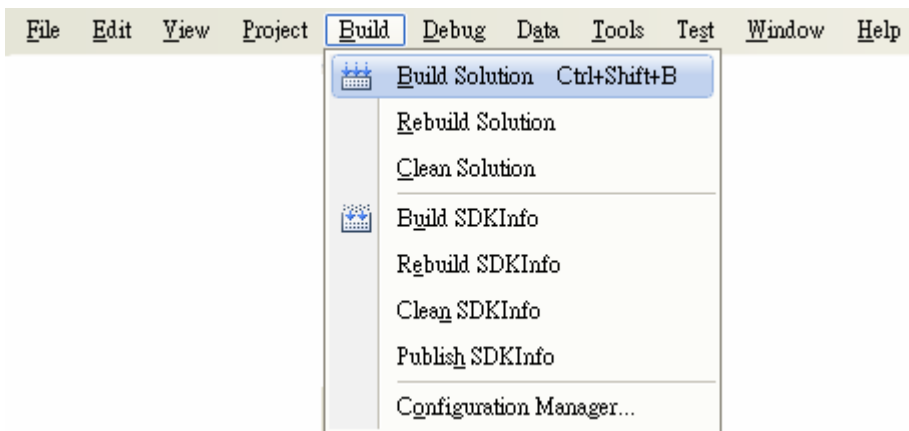 File Edit View Project Build Debug Data Tools Test Window Help
Build Solution Ctrl+Shift+B
Rebuild Solution
Clean Solution
Build SDKInfo
Rebuild SDKInfo
Clean SDKInfo
Publish SDKInfo
Configuration Manager...